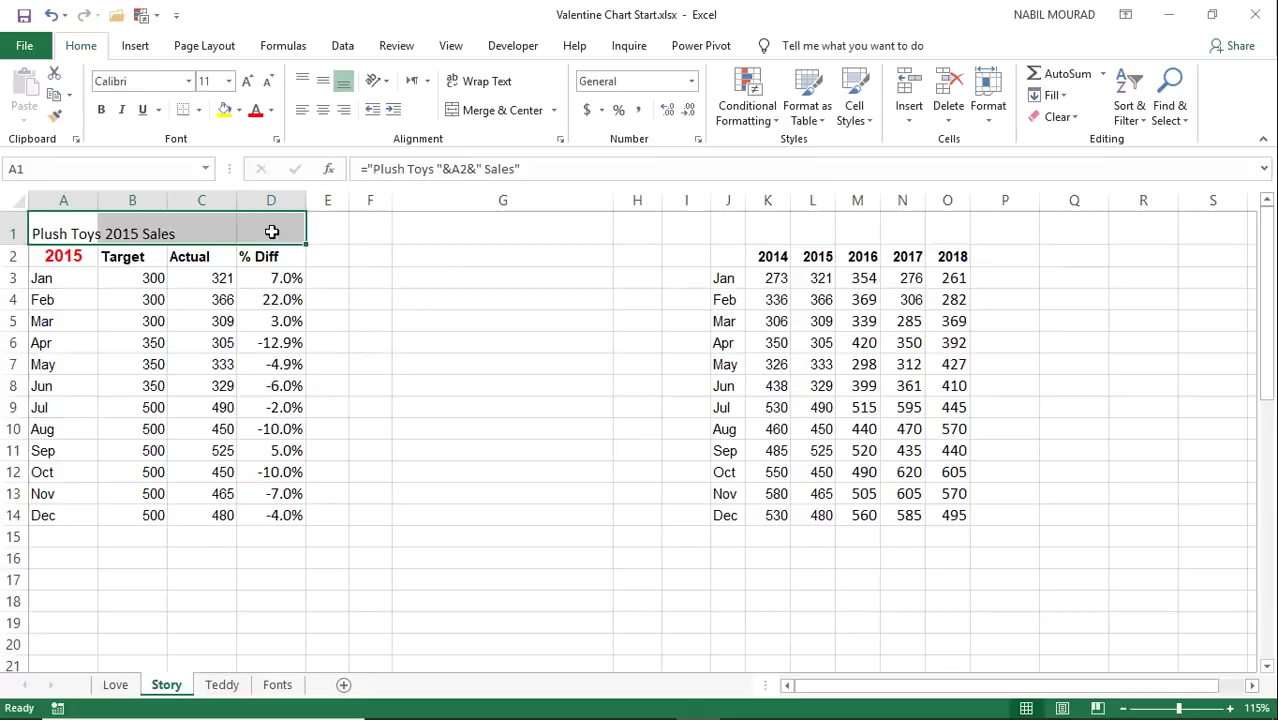 Valentine Chart Start.xlsx - Excel
NABIL MOURAD
File Home Insert Page Layout Formulas Data Review View Developer Help Inquire Power Pivot Tell me what you want to do Share
Paste
Calibri 11
B I U
Wrap Text
Merge & Center
General
$ % ,
Conditional Formatting
Format as Table
Cell Styles
Insert
Delete
Format
AutoSum
Fill
Clear
Sort & Filter
Find & Select
Clipboard Font Alignment Number Styles Cells Editing
A1 fx ="Plush Toys "&A2&" Sales"
A B C D E F G H I J K L M N O P Q R S
1 Plush Toys 2015 Sales
2 2015 Target Actual % Diff 2014 2015 2016 2017 2018
3 Jan 300 321 7.0% Jan 273 321 354 276 261
4 Feb 300 366 22.0% Feb 336 366 369 306 282
5 Mar 300 309 3.0% Mar 306 309 339 285 369
6 Apr 350 305 -12.9% Apr 350 305 420 350 392
7 May 350 333 -4.9% May 326 333 298 312 427
8 Jun 350 329 -6.0% Jun 438 329 399 361 410
9 Jul 500 490 -2.0% Jul 530 490 515 595 445
10 Aug 500 450 -10.0% Aug 460 450 440 470 570
11 Sep 500 525 5.0% Sep 485 525 520 435 440
12 Oct 500 450 -10.0% Oct 550 450 490 620 605
13 Nov 500 465 -7.0% Nov 580 465 505 605 570
14 Dec 500 480 -4.0% Dec 530 480 560 585 495
15
16
17
18
19
20
21
Love Story Teddy Fonts
Ready 115%